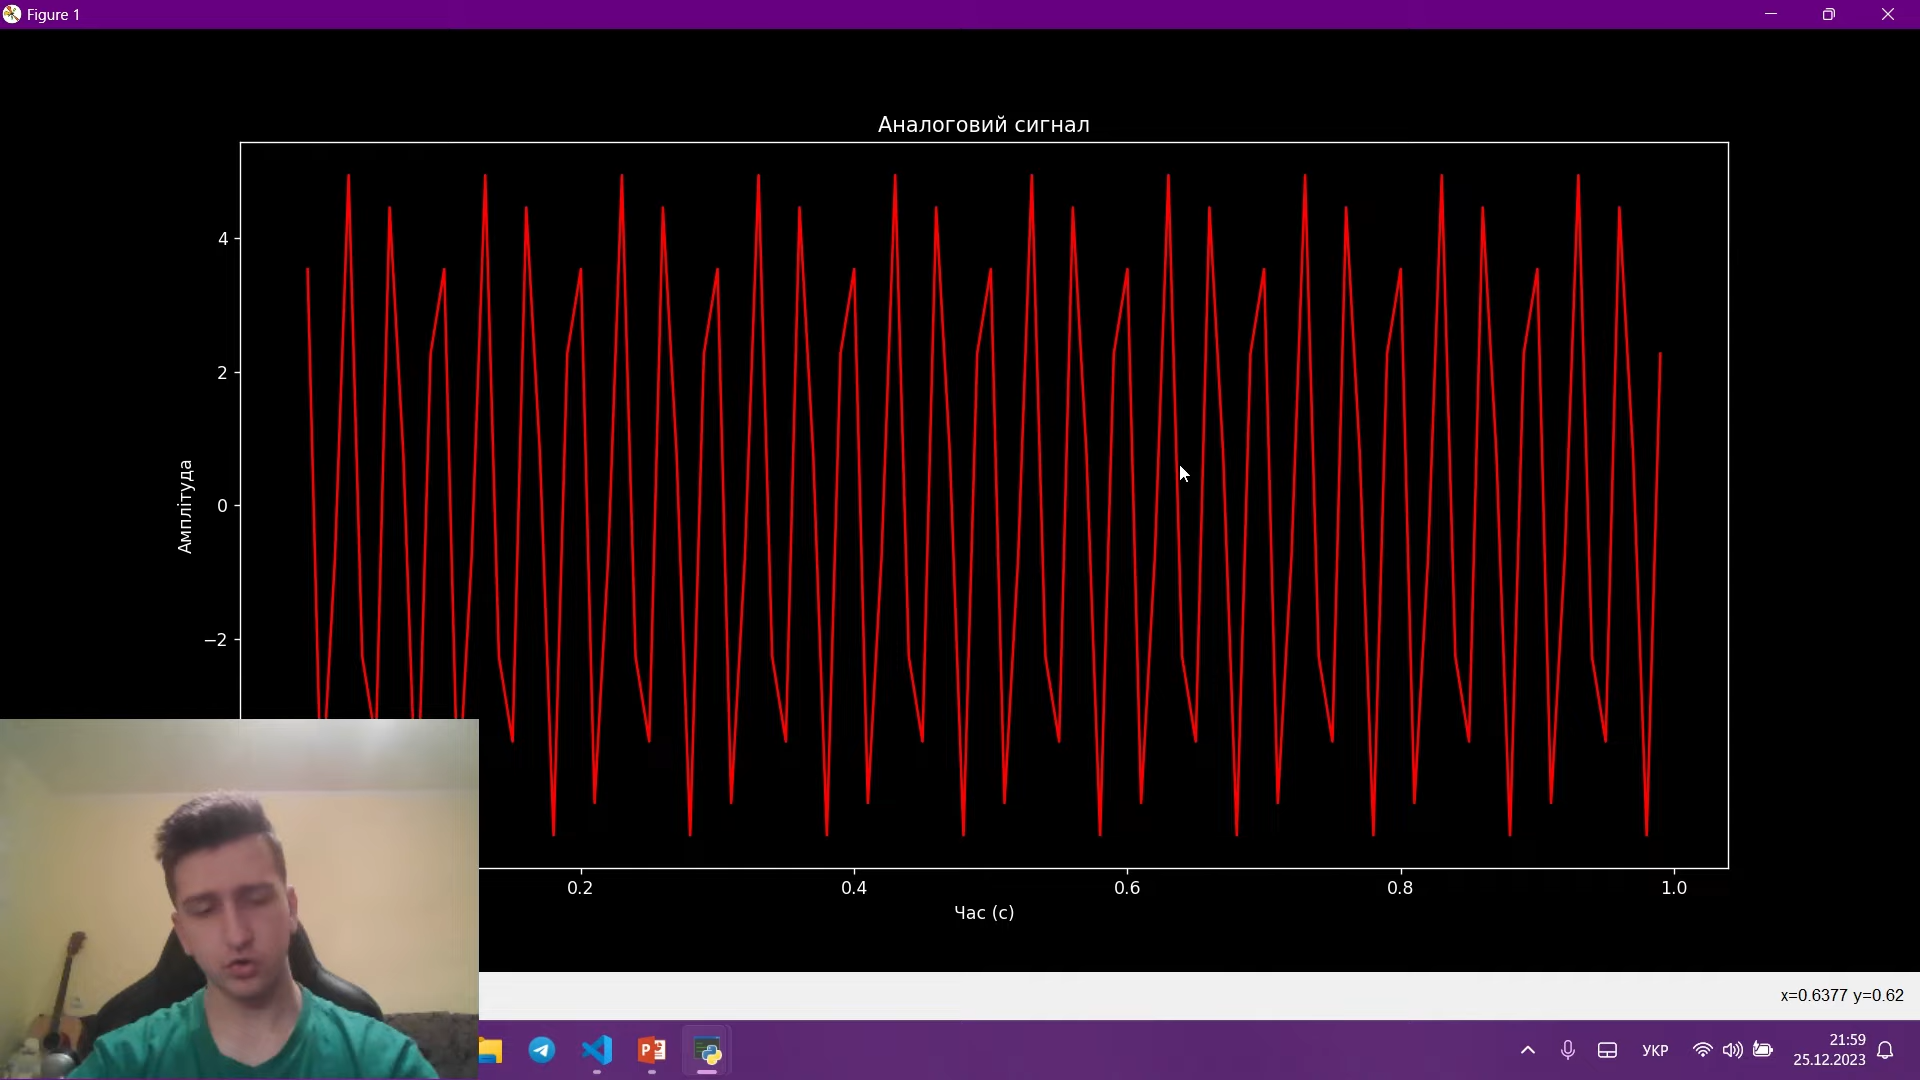 Figure 1
Аналоговий сигнал
4
2
0
−2
Амплітуда
0.2
0.4
0.6
0.8
1.0
Час (с)
x=0.6377 y=0.62
УКР
21:59
25.12.2023